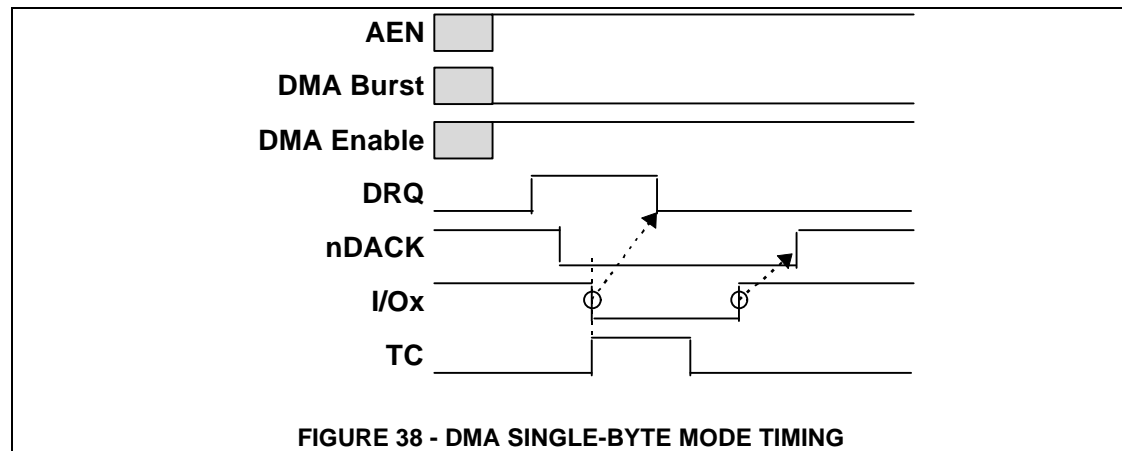 AEN
DMA Burst
DMA Enable
DRQ
nDACK
I/Ox
TC
FIGURE 38 - DMA SINGLE-BYTE MODE TIMING